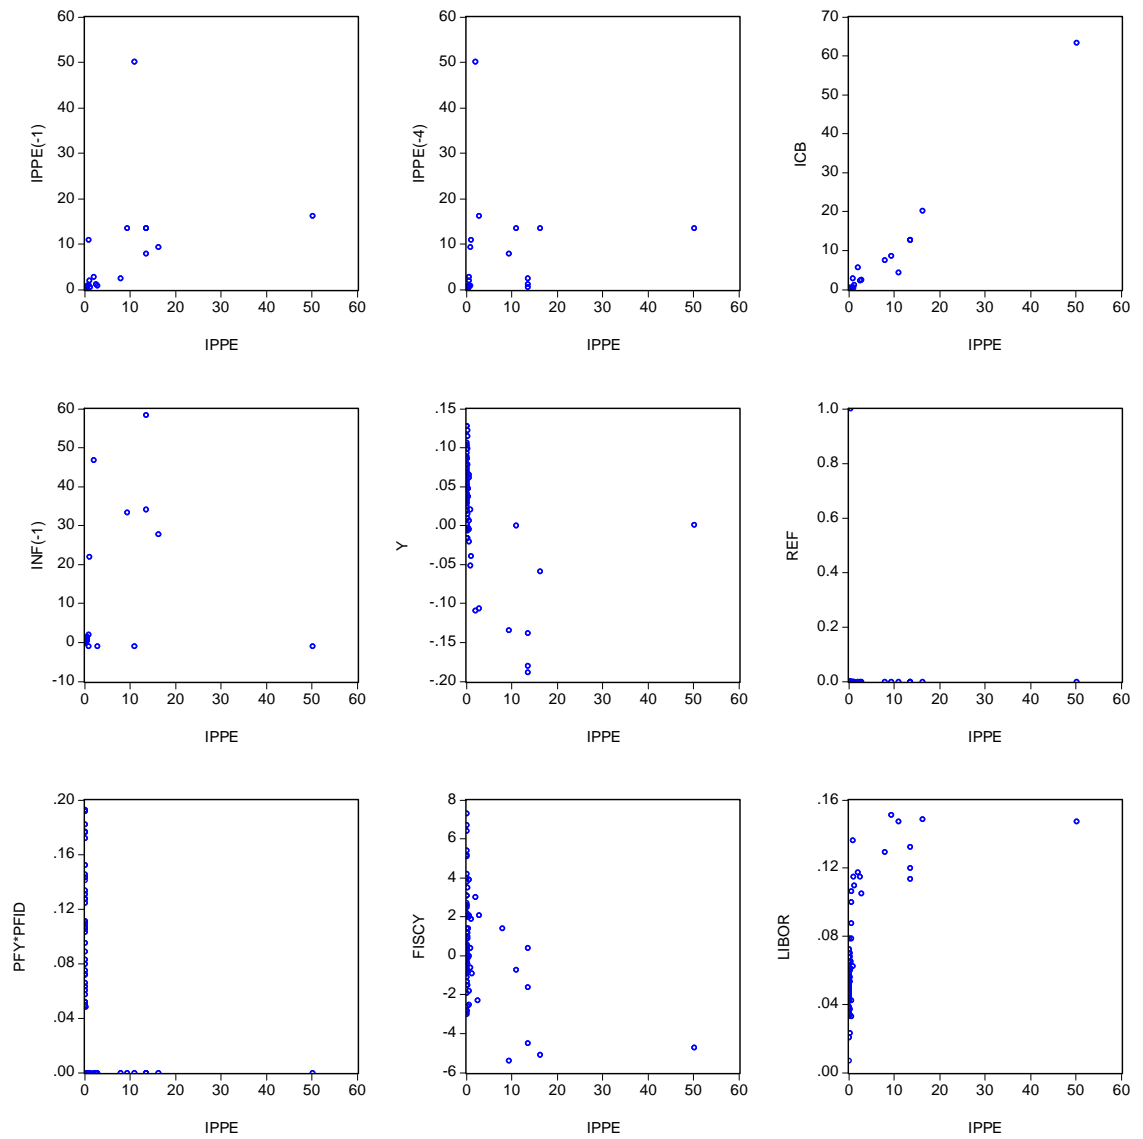 60
50
40
30
20
10
0
IPPE(-1)
0 10 20 30 40 50 60
IPPE
60
50
40
30
20
10
0
IPPE(-4)
0 10 20 30 40 50 60
IPPE
70
60
50
40
30
20
10
0
ICB
0 10 20 30 40 50 60
IPPE
60
50
40
30
20
10
0
-10
INF(-1)
0 10 20 30 40 50 60
IPPE
.15
.10
.05
.00
-.05
-.10
-.15
-.20
Y
0 10 20 30 40 50 60
IPPE
1.0
0.8
0.6
0.4
0.2
0.0
REF
0 10 20 30 40 50 60
IPPE
.20
.16
.12
.08
.04
.00
PFY*PFID
0 10 20 30 40 50 60
IPPE
8
6
4
2
0
-2
-4
-6
FISCY
0 10 20 30 40 50 60
IPPE
.16
.12
.08
.04
.00
LIBOR
0 10 20 30 40 50 60
IPPE